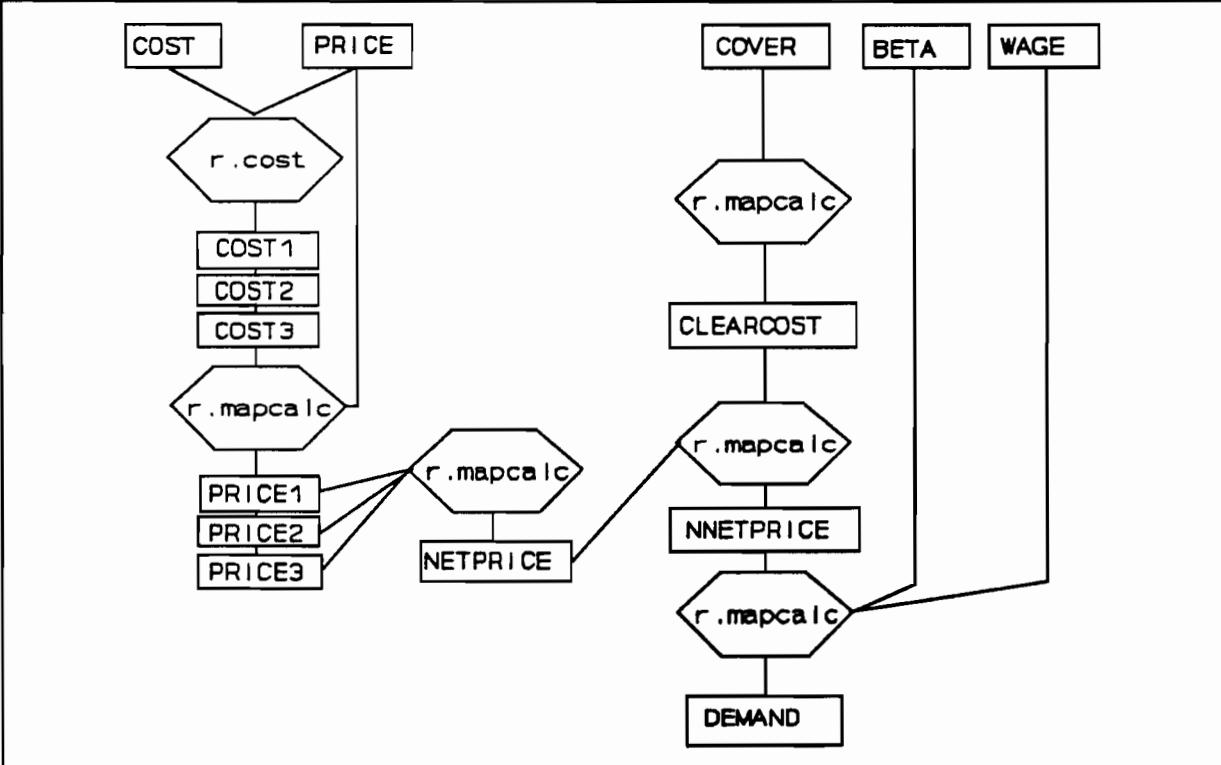 COST
PRICE
COVER
BETA
WAGE
r.cost
r.mapcalc
COST1
COST2
COST3
CLEARCOST
r.mapcalc
r.mapcalc
r.mapcalc
PRICE1
PRICE2
PRICE3
NETPRICE
NNETPRICE
r.mapcalc
DEMAND